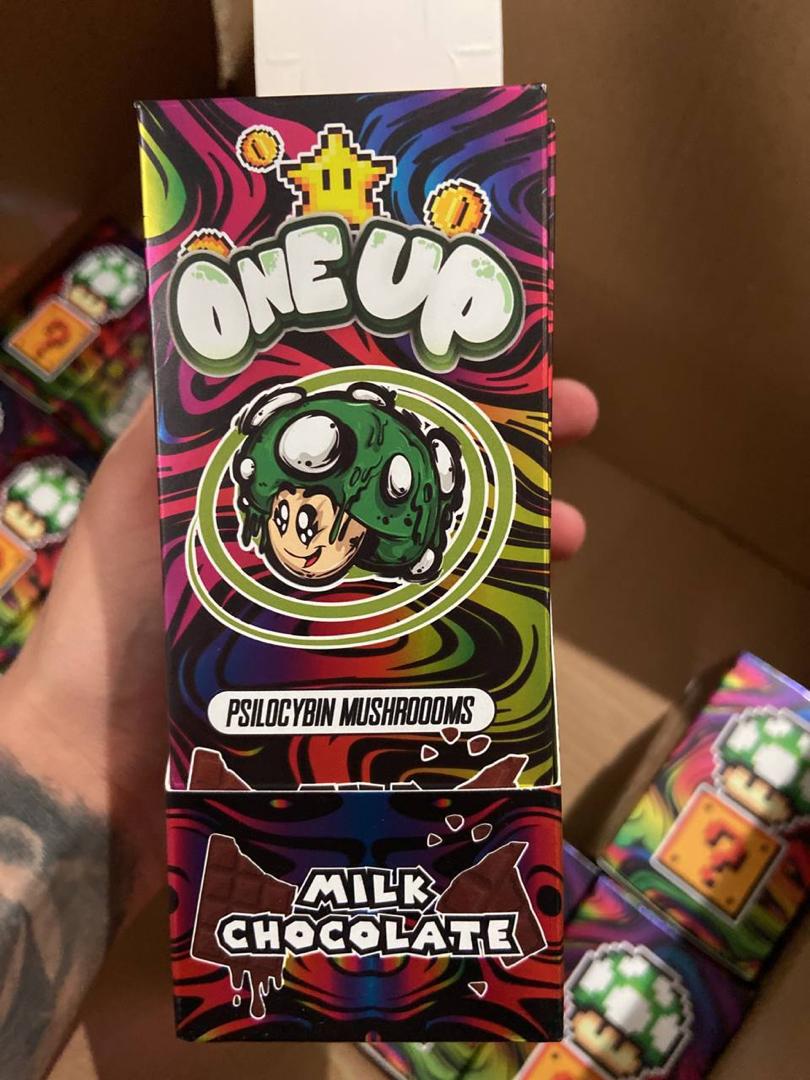 ONE UP
PSILOCYBIN MUSHROOOMS
MILK
CHOCOLATE
?
?